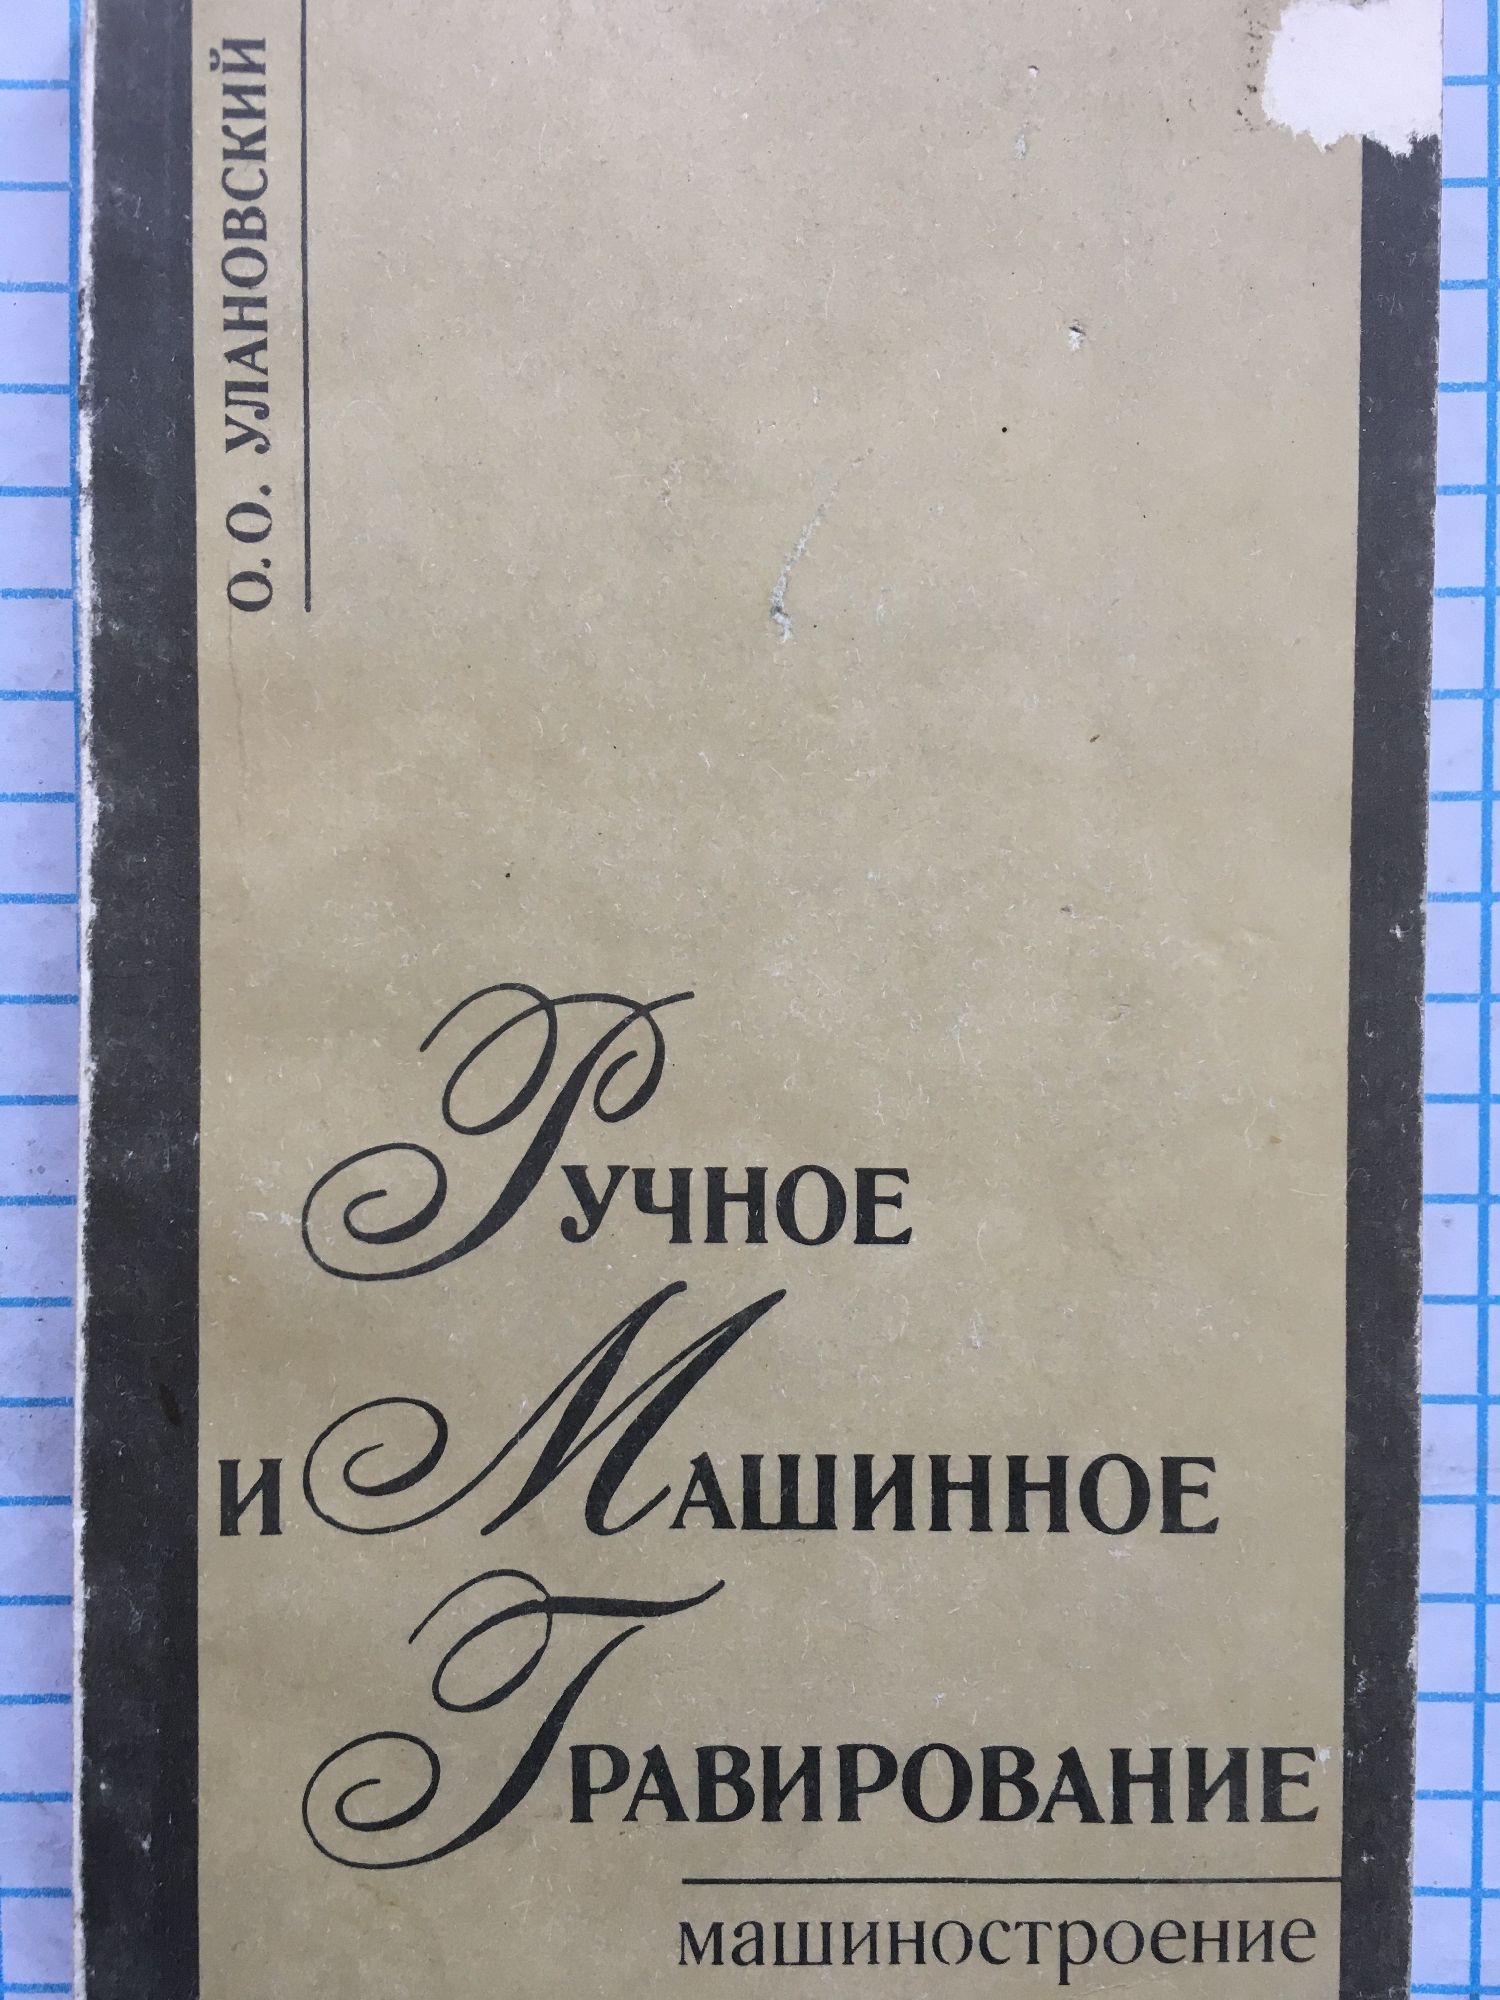 О. О. УЛАНОВСКИЙ
РУЧНОЕ
И МАШИННОЕ
ГРАВИРОВАНИЕ
машиностроение